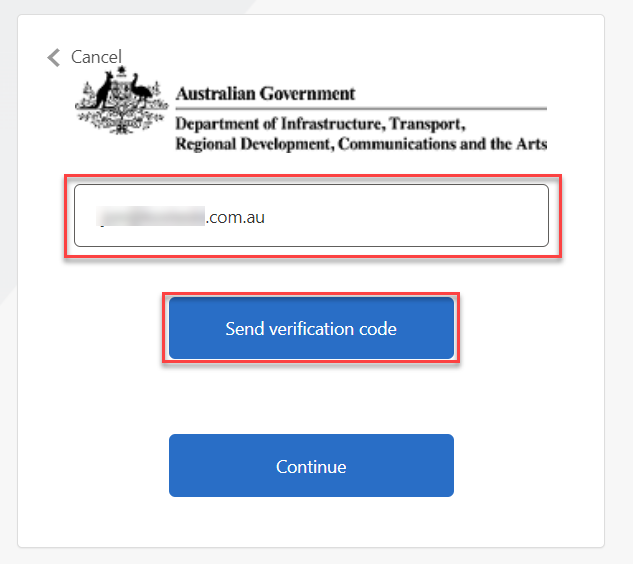 Cancel
Australian Government
Department of Infrastructure, Transport,
Regional Development, Communications and the Arts
.com.au
Send verification code
Continue